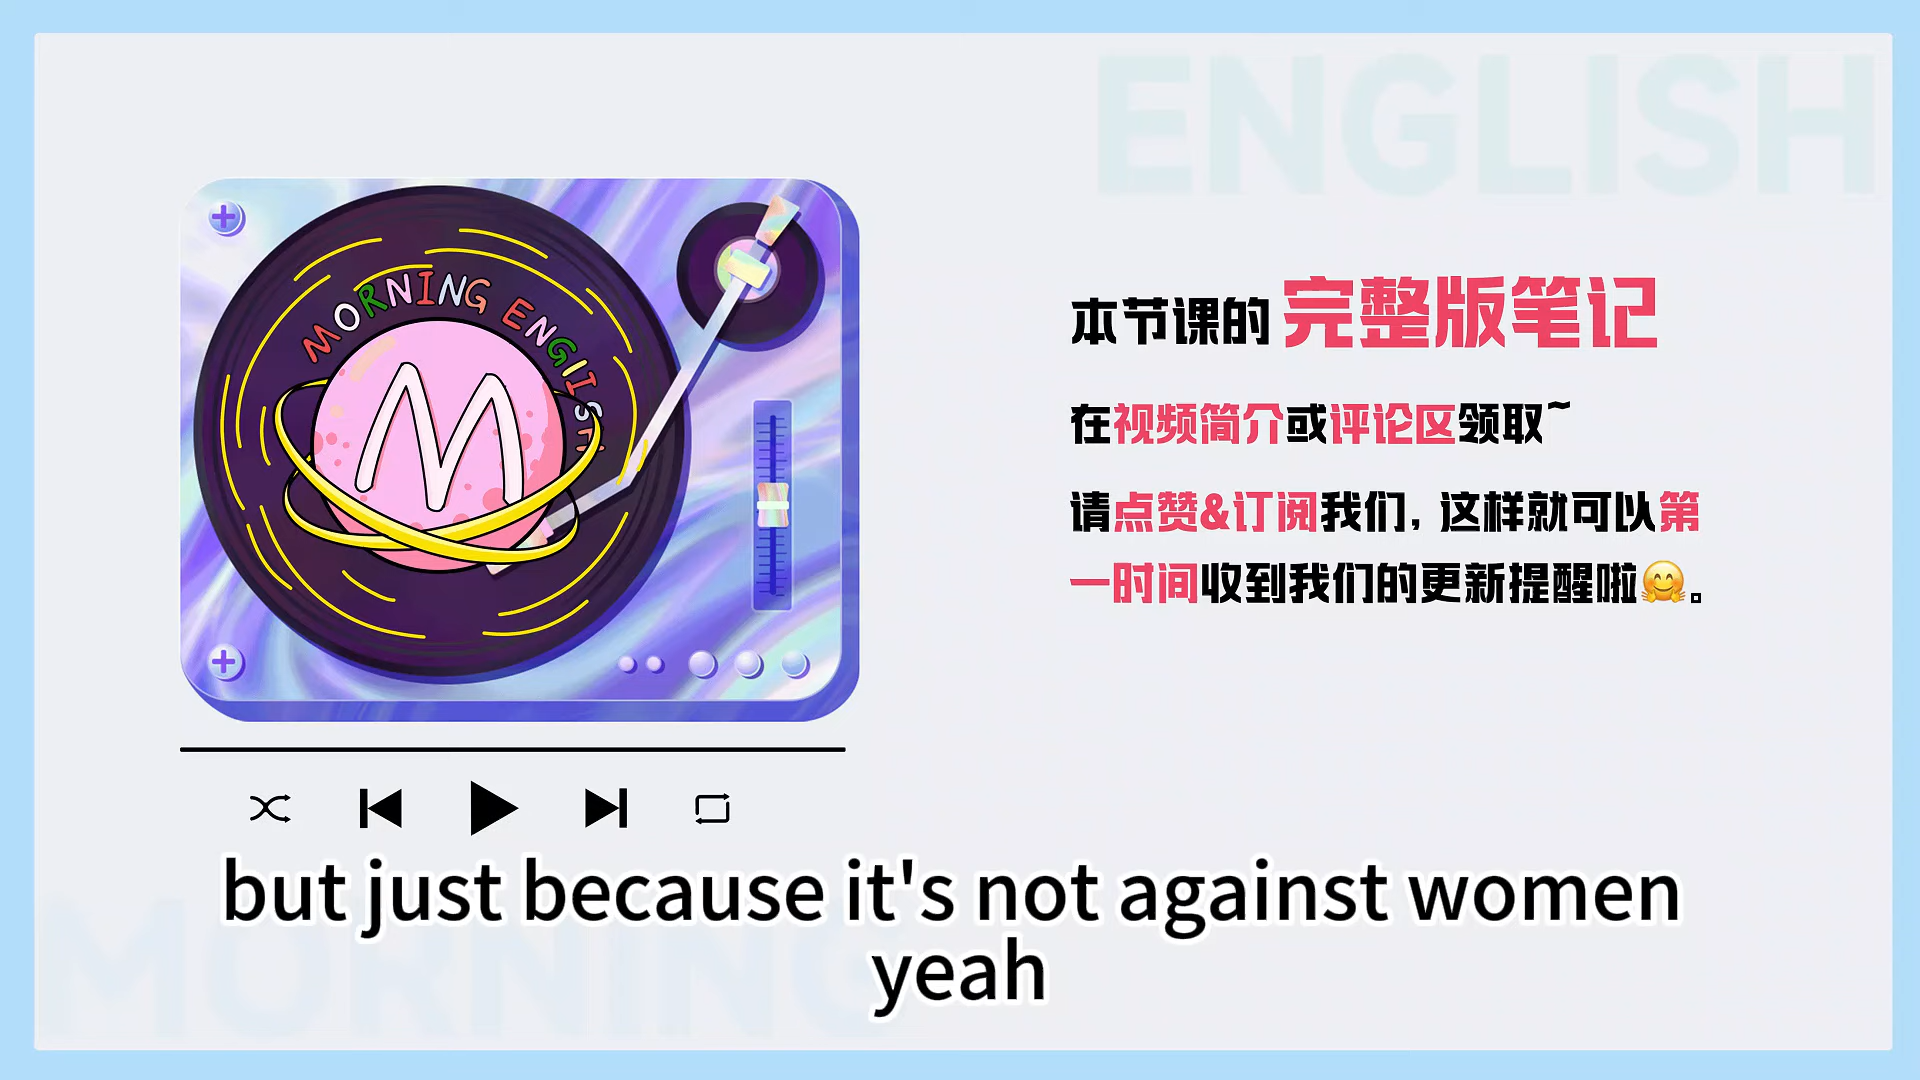 ENGLISH
MORNING ENGLISH
M
本节课的完整版笔记
在视频简介或评论区领取~
请点赞&订阅我们，这样就可以第
一时间收到我们的更新提醒啦🤗。
MORNING
but just because it's not against women
yeah